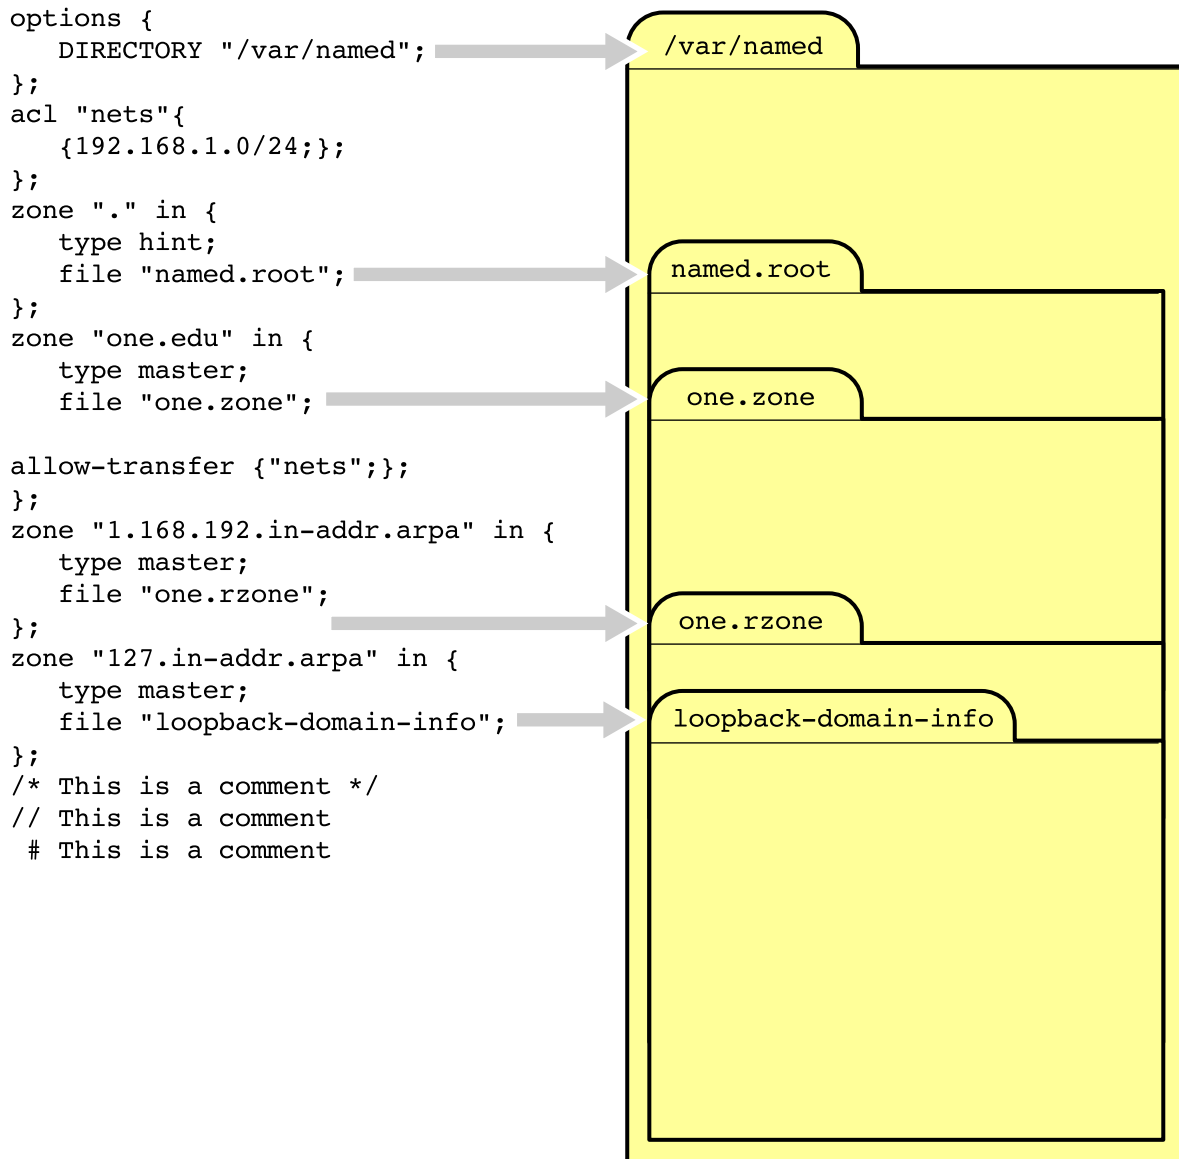 options {
   DIRECTORY "/var/named";
};
acl "nets"{
   {192.168.1.0/24;};
};
zone "." in {
   type hint;
   file "named.root";
};
zone "one.edu" in {
   type master;
   file "one.zone";

allow-transfer {"nets";};
};
zone "1.168.192.in-addr.arpa" in {
   type master;
   file "one.rzone";
};
zone "127.in-addr.arpa" in {
   type master;
   file "loopback-domain-info";
};
/* This is a comment */
// This is a comment
 # This is a comment
/var/named
named.root
one.zone
one.rzone
loopback-domain-info